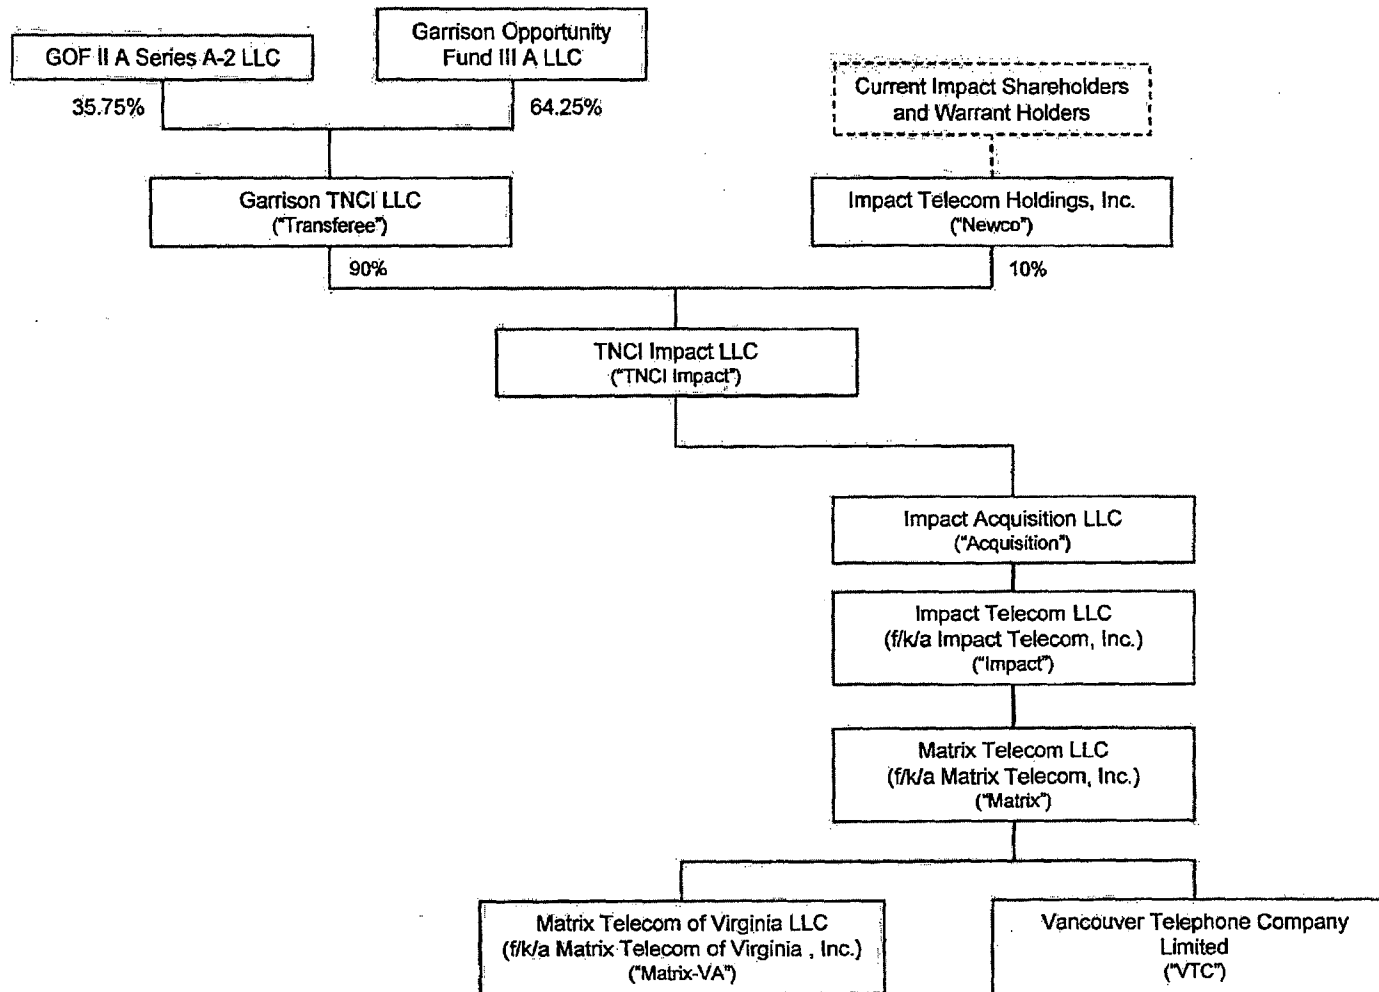 GOF II A Series A-2 LLC
Garrison Opportunity
Fund III A LLC
35.75%
64.25%
Current Impact Shareholders
and Warrant Holders
Garrison TNCI LLC
("Transferee")
Impact Telecom Holdings, Inc.
("Newco")
90%
10%
TNCI Impact LLC
("TNCI Impact")
Impact Acquisition LLC
("Acquisition")
Impact Telecom LLC
(f/k/a Impact Telecom, Inc.)
("Impact")
Matrix Telecom LLC
(f/k/a Matrix Telecom, Inc.)
("Matrix")
Matrix Telecom of Virginia LLC
(f/k/a Matrix Telecom of Virginia , Inc.)
("Matrix-VA")
Vancouver Telephone Company
Limited
("VTC")